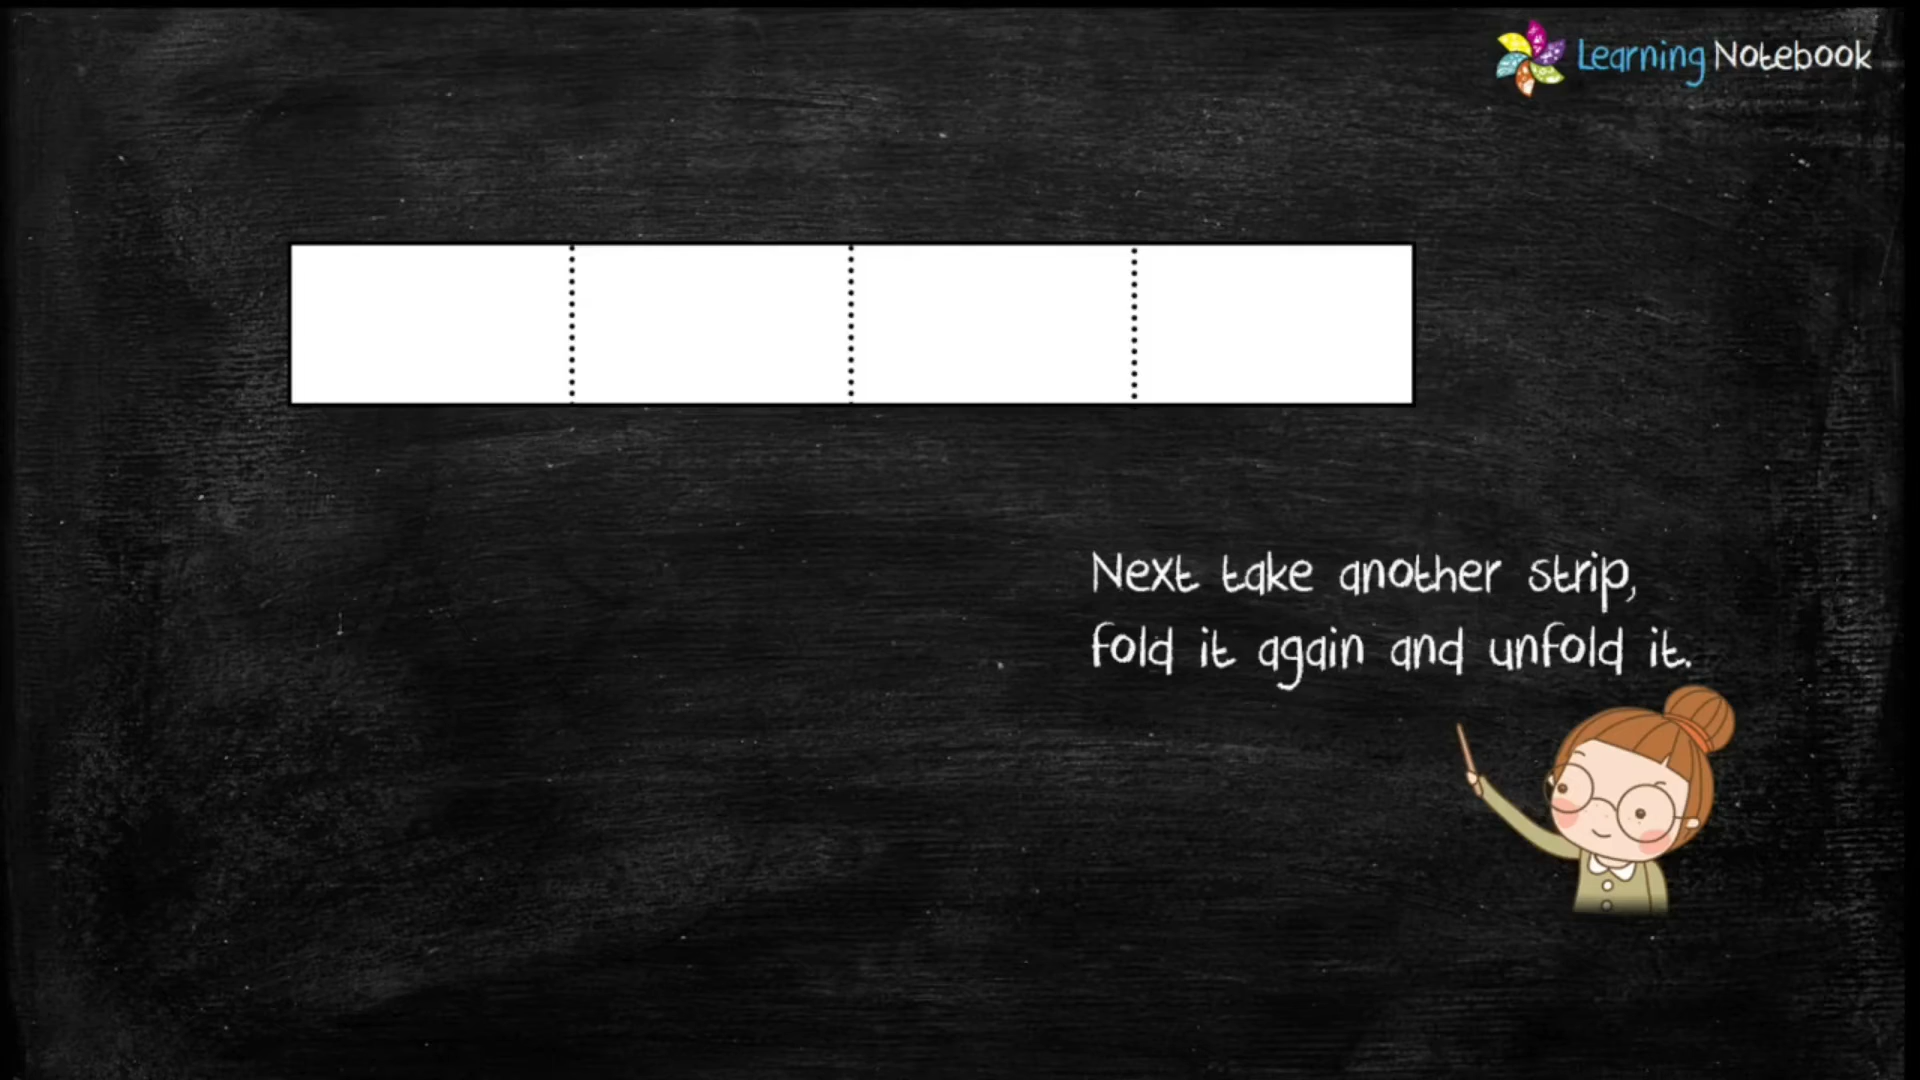 Learning Notebook
Next take another strip,
fold it again and unfold it.